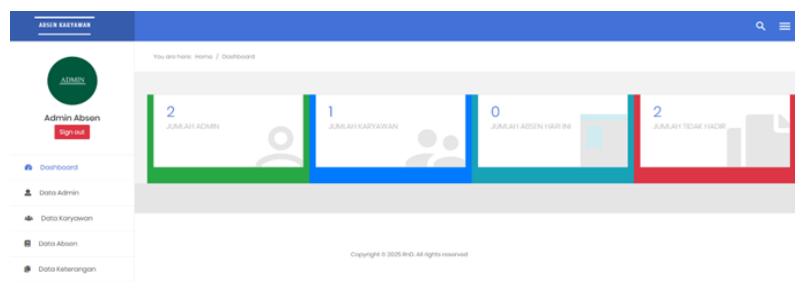 ABSEN KARYAWAN
You are here: Home / Dashboard
ADMIN
Admin Absen
Sign out
Dashboard
Data Admin
Data Karyawan
Data Absen
Data Keterangan
2
JUMLAH ADMIN
1
JUMLAH KARYAWAN
0
JUMLAH ABSEN HARI INI
2
JUMLAH TIDAK HADIR
Copyright © 2025 RnD. All rights reserved